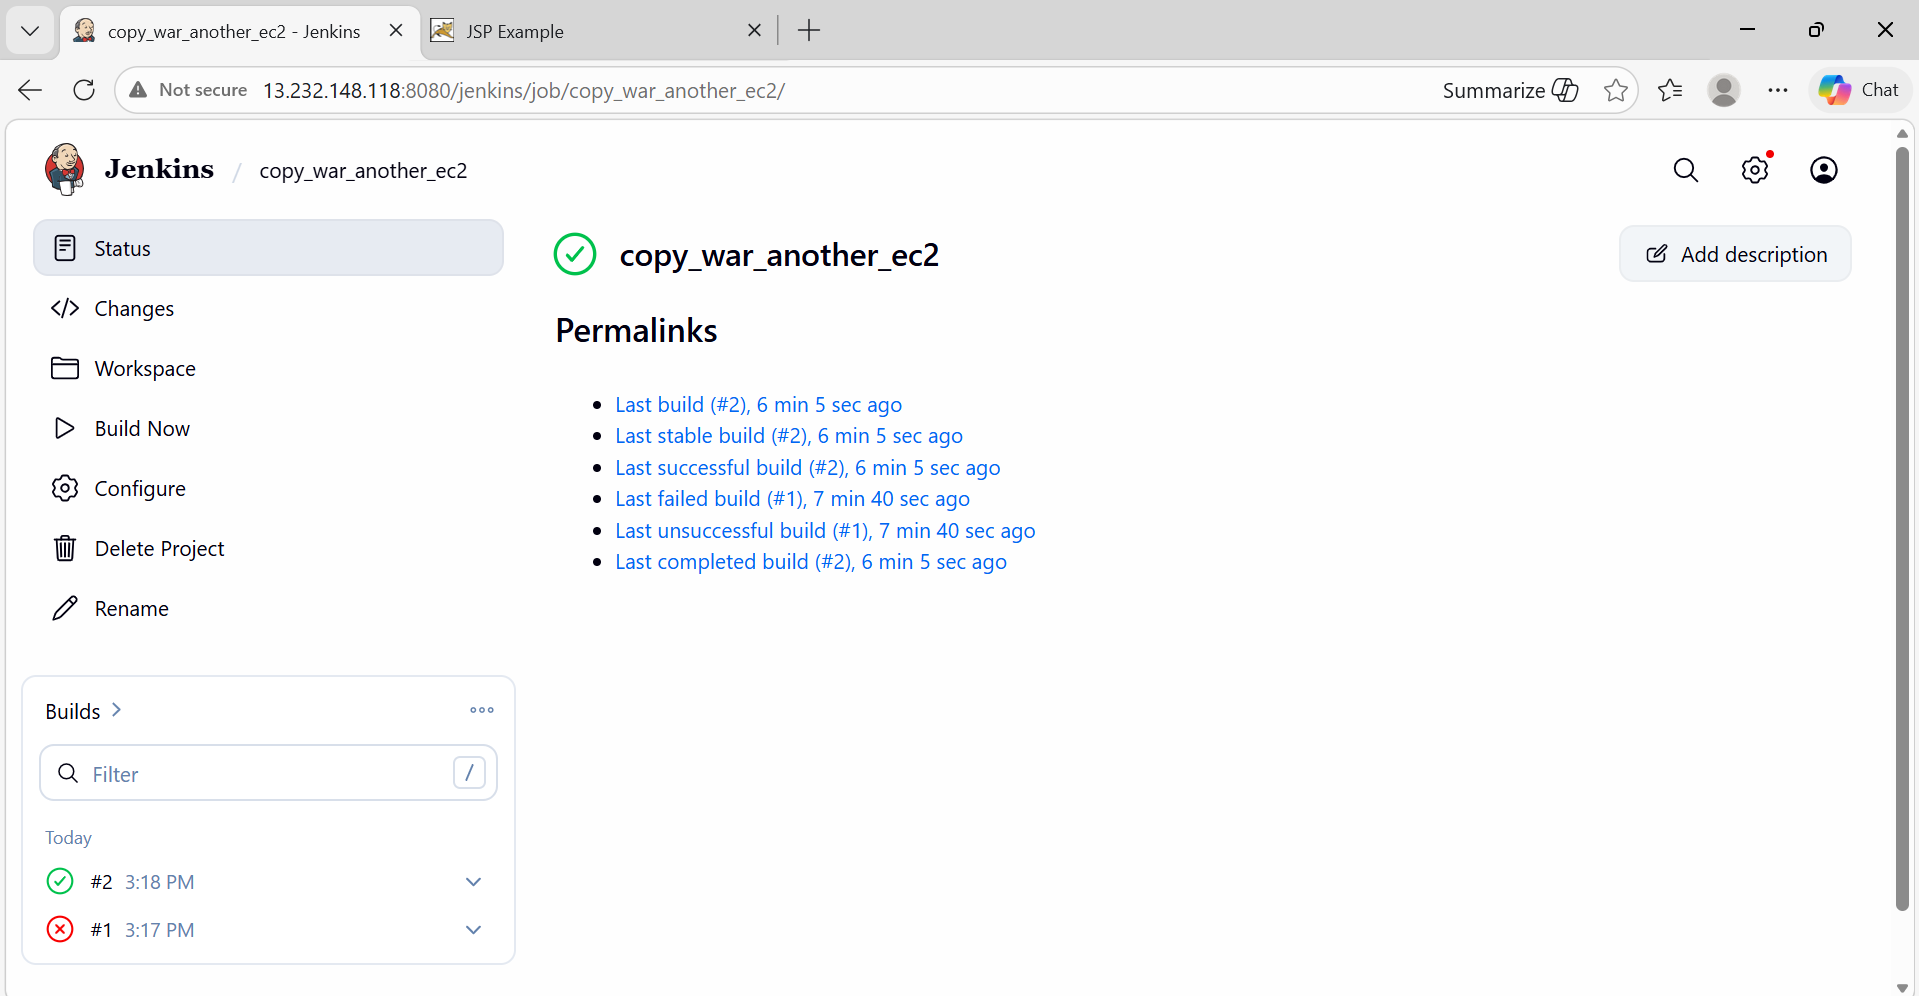 copy_war_another_ec2 - Jenkins
JSP Example
Not secure
13.232.148.118:8080/jenkins/job/copy_war_another_ec2/
Summarize
Chat
Jenkins / copy_war_another_ec2
Status
Changes
Workspace
Build Now
Configure
Delete Project
Rename
Builds
Filter
/
Today
#2 3:18 PM
#1 3:17 PM
copy_war_another_ec2
Add description
Permalinks
Last build (#2), 6 min 5 sec ago
Last stable build (#2), 6 min 5 sec ago
Last successful build (#2), 6 min 5 sec ago
Last failed build (#1), 7 min 40 sec ago
Last unsuccessful build (#1), 7 min 40 sec ago
Last completed build (#2), 6 min 5 sec ago